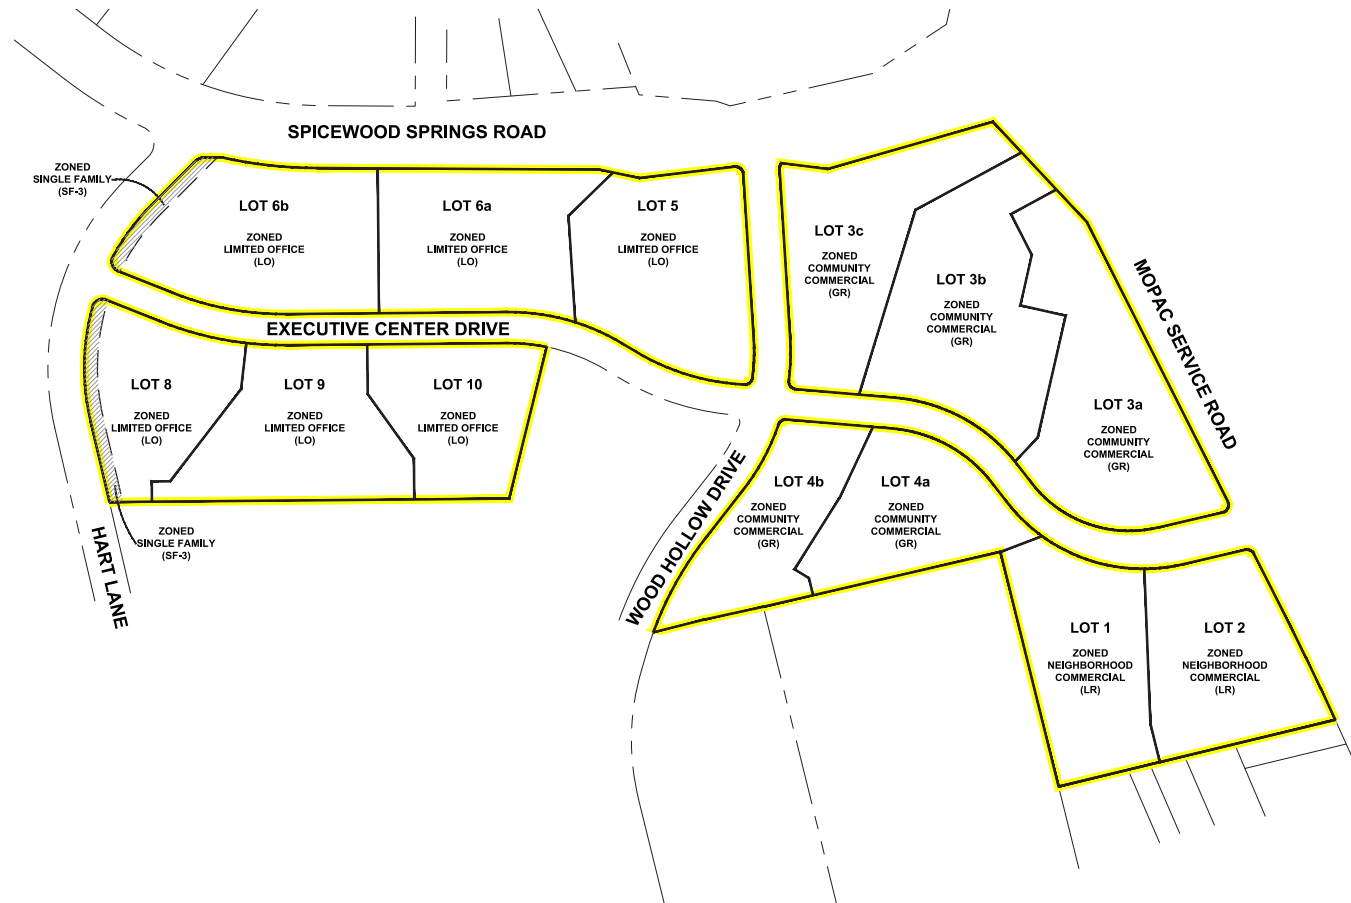 SPICEWOOD SPRINGS ROAD
ZONED
SINGLE FAMILY
(SF-3)
LOT 6b
ZONED
LIMITED OFFICE
(LO)
LOT 6a
ZONED
LIMITED OFFICE
(LO)
LOT 5
ZONED
LIMITED OFFICE
(LO)
LOT 3c
ZONED
COMMUNITY
COMMERCIAL
(GR)
LOT 3b
ZONED
COMMUNITY
COMMERCIAL
(GR)
MOPAC SERVICE ROAD
EXECUTIVE CENTER DRIVE
LOT 8
ZONED
LIMITED OFFICE
(LO)
LOT 9
ZONED
LIMITED OFFICE
(LO)
LOT 10
ZONED
LIMITED OFFICE
(LO)
LOT 3a
ZONED
COMMUNITY
COMMERCIAL
(GR)
LOT 4b
ZONED
COMMUNITY
COMMERCIAL
(GR)
LOT 4a
ZONED
COMMUNITY
COMMERCIAL
(GR)
WOOD HOLLOW DRIVE
ZONED
SINGLE FAMILY
(SF-3)
HART LANE
LOT 1
ZONED
NEIGHBORHOOD
COMMERCIAL
(LR)
LOT 2
ZONED
NEIGHBORHOOD
COMMERCIAL
(LR)